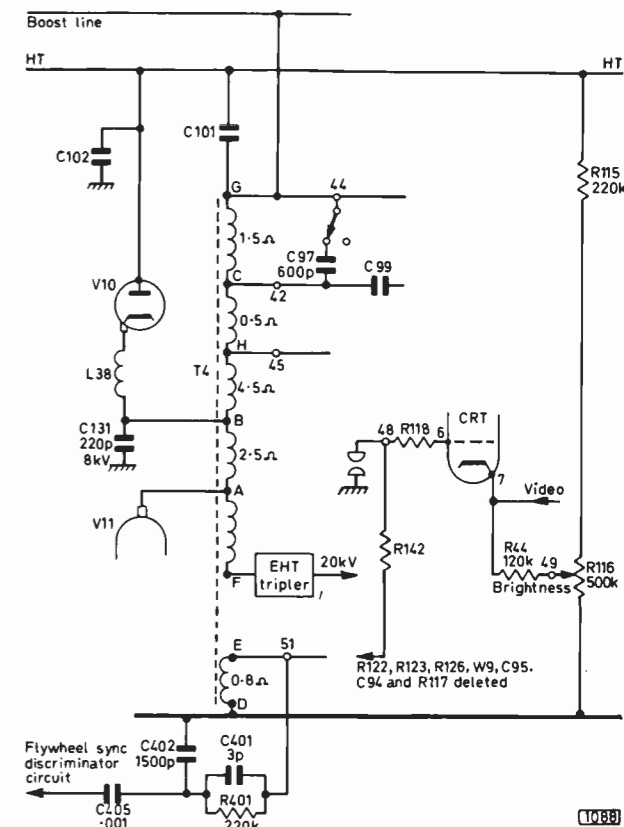 Boost line
HT
HT
C101
C102
G
44
R115
220k
1·5Ω
C97
600p
C99
V10
C
42
0·5Ω
H
45
T4
L38
4·5Ω
48
R118
6
CRT
B
C131
220p
8kV
2·5Ω
7
A
Video
V11
R142
R44
120k
49
R116
500k
Brightness
EHT
tripler
20kV
F
E
51
R122, R123, R126, W9, C95.
C94 and R117 deleted
0·8Ω
D
Flywheel sync
discriminator
circuit
C402
1500p
C401
3p
C405
·001
R401
220k
1088